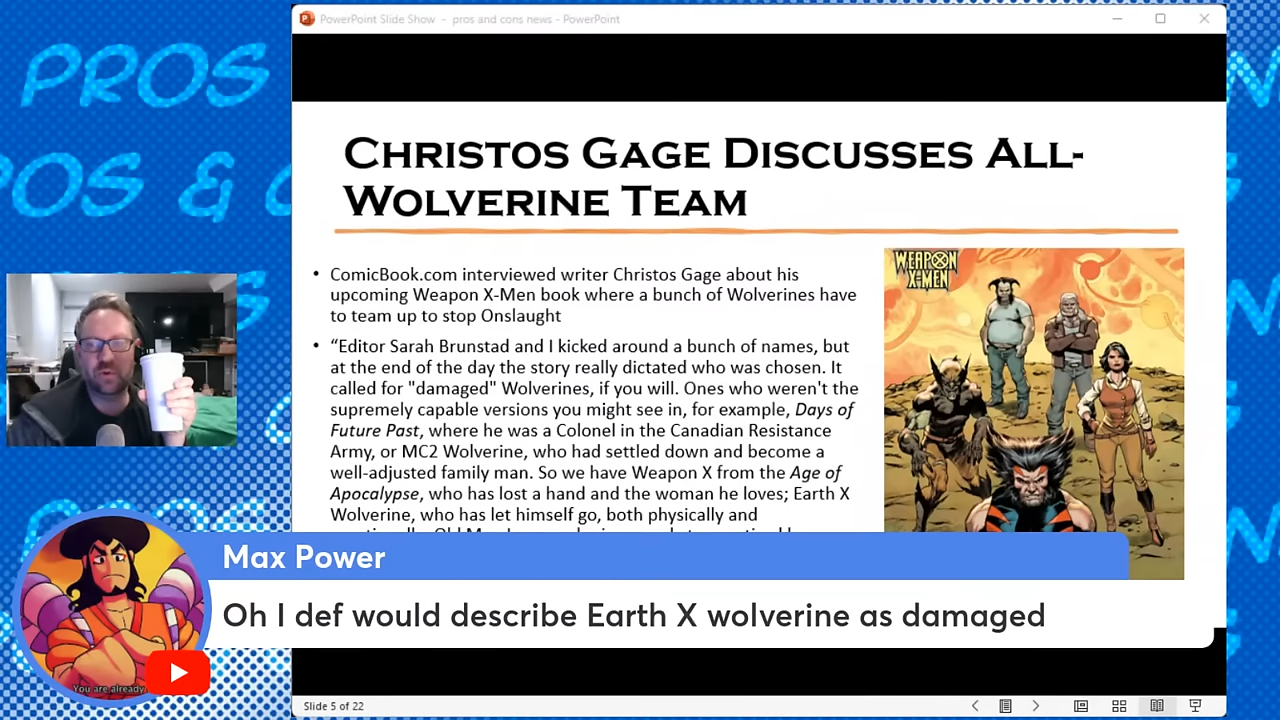 PowerPoint Slide Show - pros and cons news - PowerPoint
PROS
POS & C
CHRISTOS GAGE DISCUSSES ALL-
WOLVERINE TEAM
• ComicBook.com interviewed writer Christos Gage about his
upcoming Weapon X-Men book where a bunch of Wolverines have
to team up to stop Onslaught
• “Editor Sarah Brunstad and I kicked around a bunch of names, but
at the end of the day the story really dictated who was chosen. It
called for "damaged" Wolverines, if you will. Ones who weren't the
supremely capable versions you might see in, for example, Days of
Future Past, where he was a Colonel in the Canadian Resistance
Army, or MC2 Wolverine, who had settled down and become a
well-adjusted family man. So we have Weapon X from the Age of
Apocalypse, who has lost a hand and the woman he loves; Earth X
Wolverine, who has let himself go, both physically and
WEAPON
X-MEN
Max Power
Oh I def would describe Earth X wolverine as damaged
You are already
Slide 5 of 22